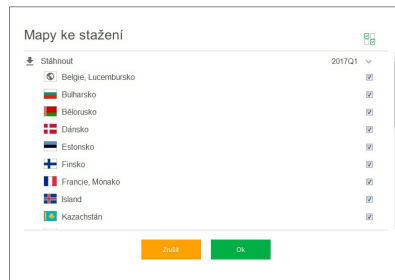 Mapy ke stažení
Stáhnout 2017Q1
Belgie, Lucembursko
Bulharsko
Bělorusko
Dánsko
Estonsko
Finsko
Francie, Monako
Island
Kazachstán
Zrušit Ok